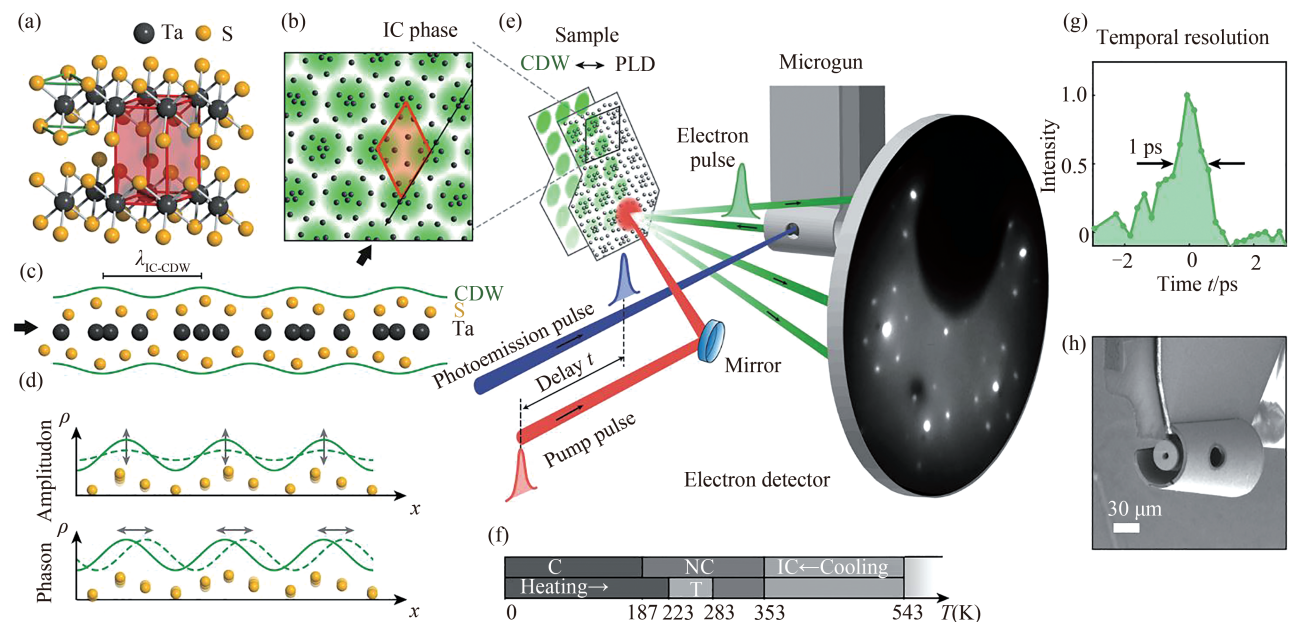 (a)
Ta
S
(b)
IC phase
(c)
λIC-CDW
CDW
S
Ta
(d)
ρ
Amplitudon
x
ρ
Phason
x
(e)
Sample
CDW ↔ PLD
Microgun
Electron
pulse
Photoemission pulse
Delay t
Mirror
Pump pulse
Electron detector
(f)
C
NC
IC←Cooling
Heating→
T
0
187
223
283
353
543
T(K)
(g)
Temporal resolution
Intensity
1.0
0.5
0
1 ps
−2
0
2
Time t/ps
(h)
30 μm